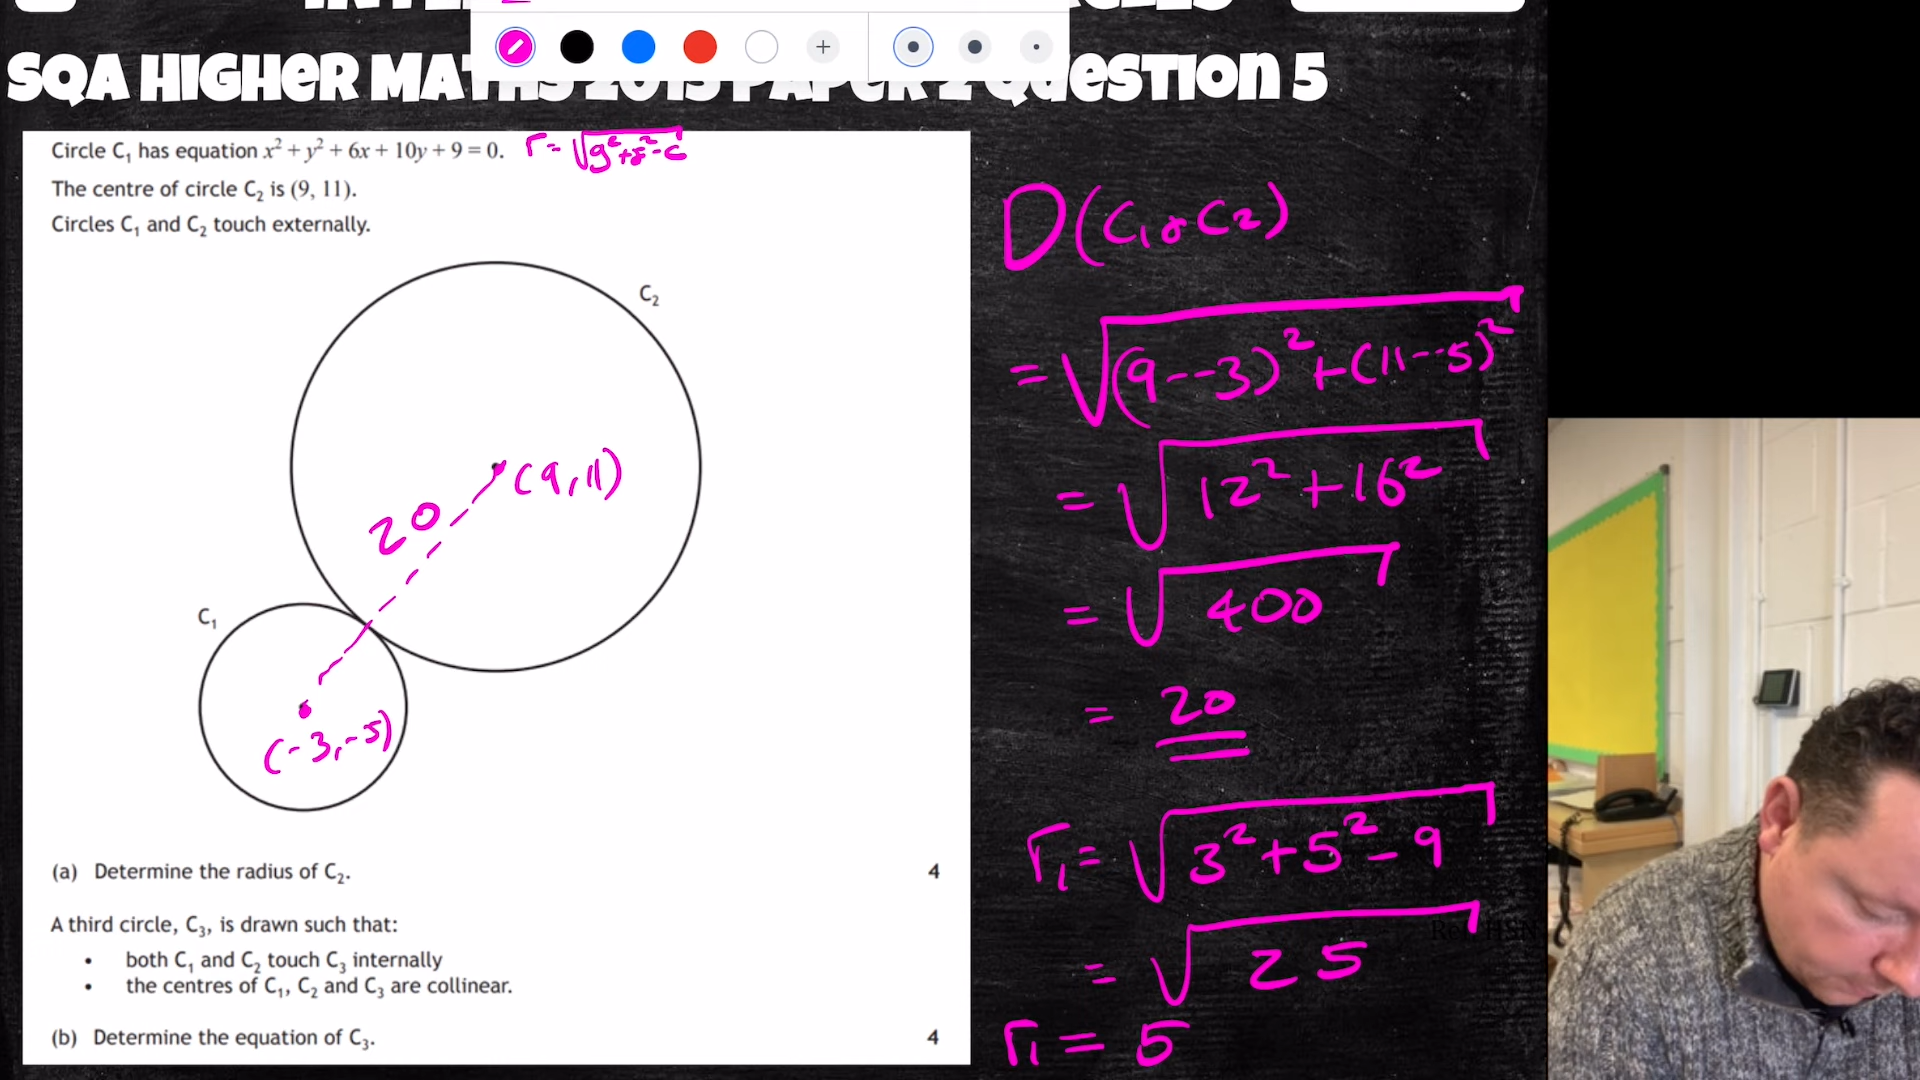 SQA HIGHER MATHS 2015 PAPER 2 QUESTION 5
Circle C₁ has equation x² + y² + 6x + 10y + 9 = 0. r = √g²+f²-c
The centre of circle C₂ is (9, 11).
Circles C₁ and C₂ touch externally.
C₂
(9,11)
20
C₁
(-3,-5)
(a) Determine the radius of C₂. 4
A third circle, C₃, is drawn such that:
• both C₁ and C₂ touch C₃ internally
• the centres of C₁, C₂ and C₃ are collinear.
(b) Determine the equation of C₃. 4
D(C₁ C₂)
= √(9--3)²+(11--5)²
= √12²+16²
= √400
= 20
r₁ = √3²+5²-9
= √25
r₁ = 5